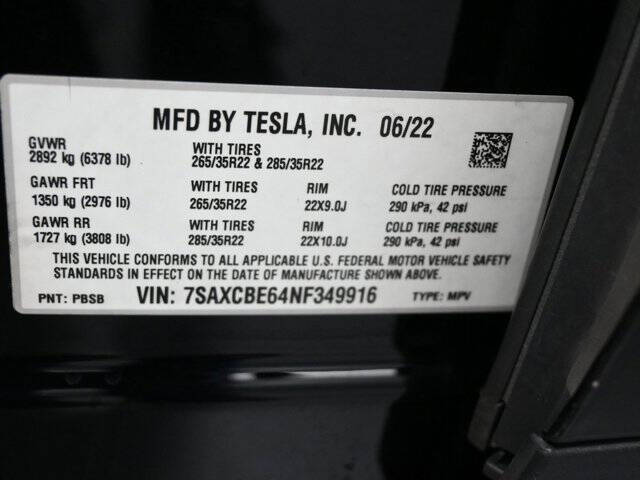 MFD BY TESLA, INC. 06/22
GVWR
2892 kg (6378 lb)
WITH TIRES
265/35R22 & 285/35R22
GAWR FRT WITH TIRES RIM COLD TIRE PRESSURE
1350 kg (2976 lb) 265/35R22 22X9.0J 290 kPa, 42 psi
GAWR RR WITH TIRES RIM COLD TIRE PRESSURE
1727 kg (3808 lb) 285/35R22 22X10.0J 290 kPa, 42 psi
THIS VEHICLE CONFORMS TO ALL APPLICABLE U.S. FEDERAL MOTOR VEHICLE SAFETY
STANDARDS IN EFFECT ON THE DATE OF MANUFACTURE SHOWN ABOVE.
PNT: PBSB VIN: 7SAXCBE64NF349916 TYPE: MPV